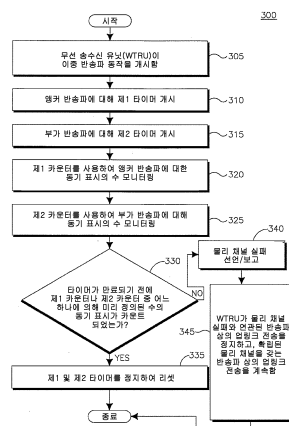 300
시작
무선 송수신 유닛(WTRU)이
이중 반송파 동작을 개시함
305
앵커 반송파에 대해 제1 타이머 개시
310
부가 반송파에 대해 제2 타이머 개시
315
제1 카운터를 사용하여 앵커 반송파에 대한
동기 표시의 수 모니터링
320
제2 카운터를 사용하여 부가 반송파에 대해
동기 표시의 수 모니터링
325
330
타이머가 만료되기 전에
제1 카운터나 제2 카운터 중 어느
하나에 의해 미리 정의된 수의
동기 표시가 카운트
되었는가?
NO
340
물리 채널 실패
선언/보고
345
WTRU가 물리 채널
실패와 연관된 반송파
상의 업링크 전송을
정지하고, 확립된
물리 채널을 갖는
반송파 상의 업링크
전송을 계속함
YES
335
제1 및 제2 타이머를 정지하여 리셋
종료